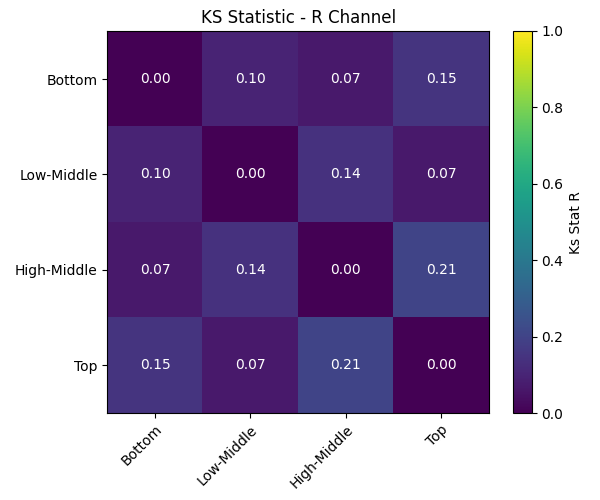 KS Statistic - R Channel
Bottom 0.00 0.10 0.07 0.15
Low-Middle 0.10 0.00 0.14 0.07
High-Middle 0.07 0.14 0.00 0.21
Top 0.15 0.07 0.21 0.00
Bottom Low-Middle High-Middle Top
1.0
0.8
0.6
0.4
0.2
0.0
Ks Stat R